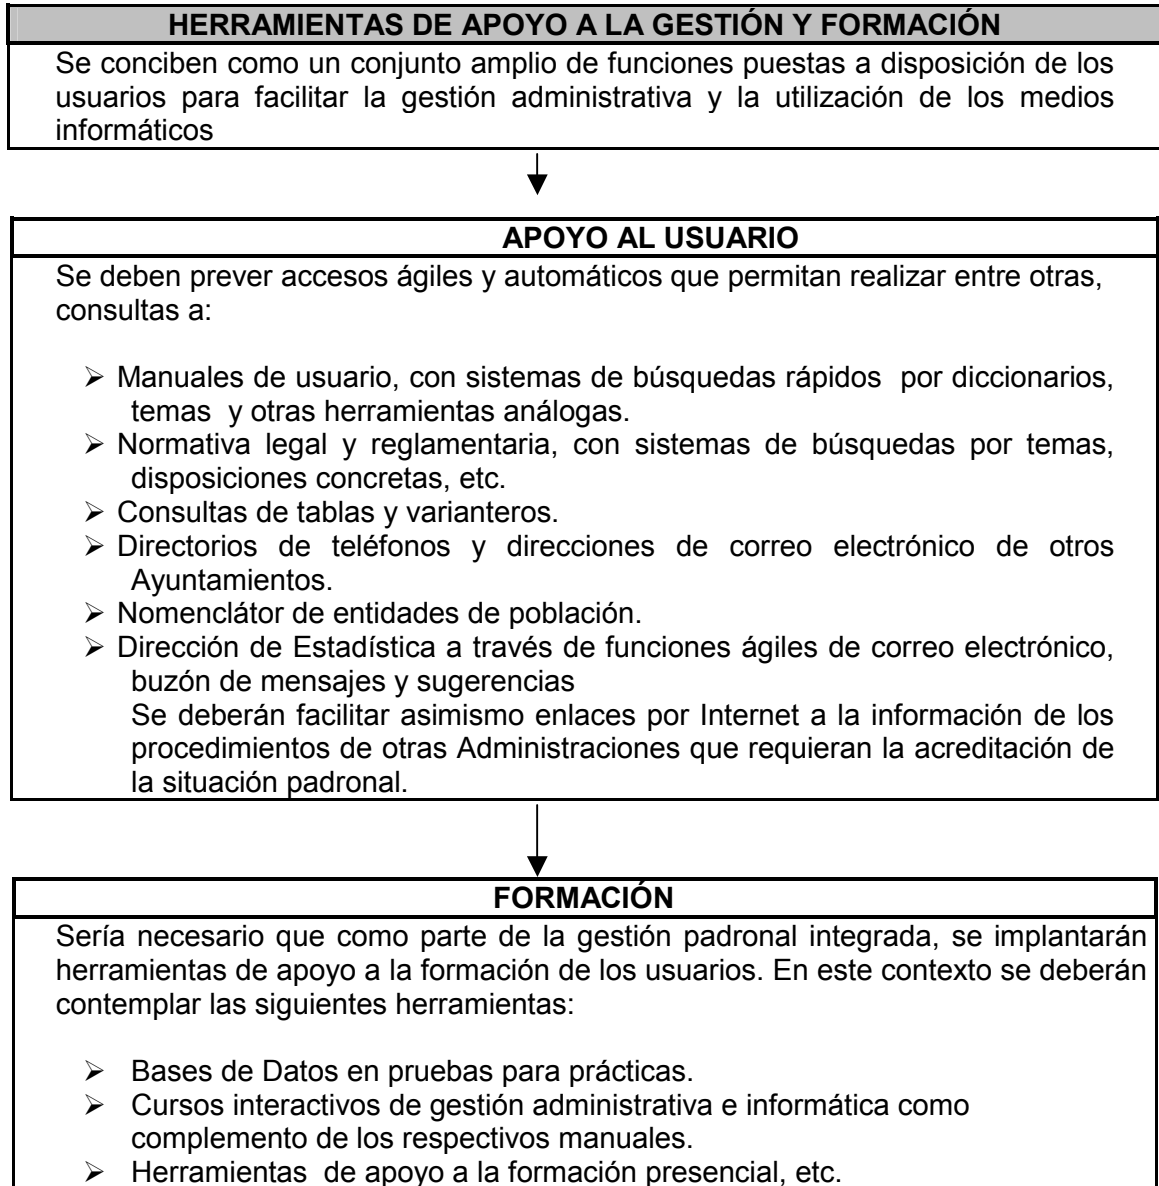 HERRAMIENTAS DE APOYO A LA GESTIÓN Y FORMACIÓN
Se conciben como un conjunto amplio de funciones puestas a disposición de los
usuarios para facilitar la gestión administrativa y la utilización de los medios
informáticos
APOYO AL USUARIO
Se deben prever accesos ágiles y automáticos que permitan realizar entre otras,
consultas a:
➢ Manuales de usuario, con sistemas de búsquedas rápidos por diccionarios,
temas y otras herramientas análogas.
➢ Normativa legal y reglamentaria, con sistemas de búsquedas por temas,
disposiciones concretas, etc.
➢ Consultas de tablas y varianteros.
➢ Directorios de teléfonos y direcciones de correo electrónico de otros
Ayuntamientos.
➢ Nomenclátor de entidades de población.
➢ Dirección de Estadística a través de funciones ágiles de correo electrónico,
buzón de mensajes y sugerencias
Se deberán facilitar asimismo enlaces por Internet a la información de los
procedimientos de otras Administraciones que requieran la acreditación de
la situación padronal.
FORMACIÓN
Sería necesario que como parte de la gestión padronal integrada, se implantarán
herramientas de apoyo a la formación de los usuarios. En este contexto se deberán
contemplar las siguientes herramientas:
➢ Bases de Datos en pruebas para prácticas.
➢ Cursos interactivos de gestión administrativa e informática como
complemento de los respectivos manuales.
➢ Herramientas de apoyo a la formación presencial, etc.